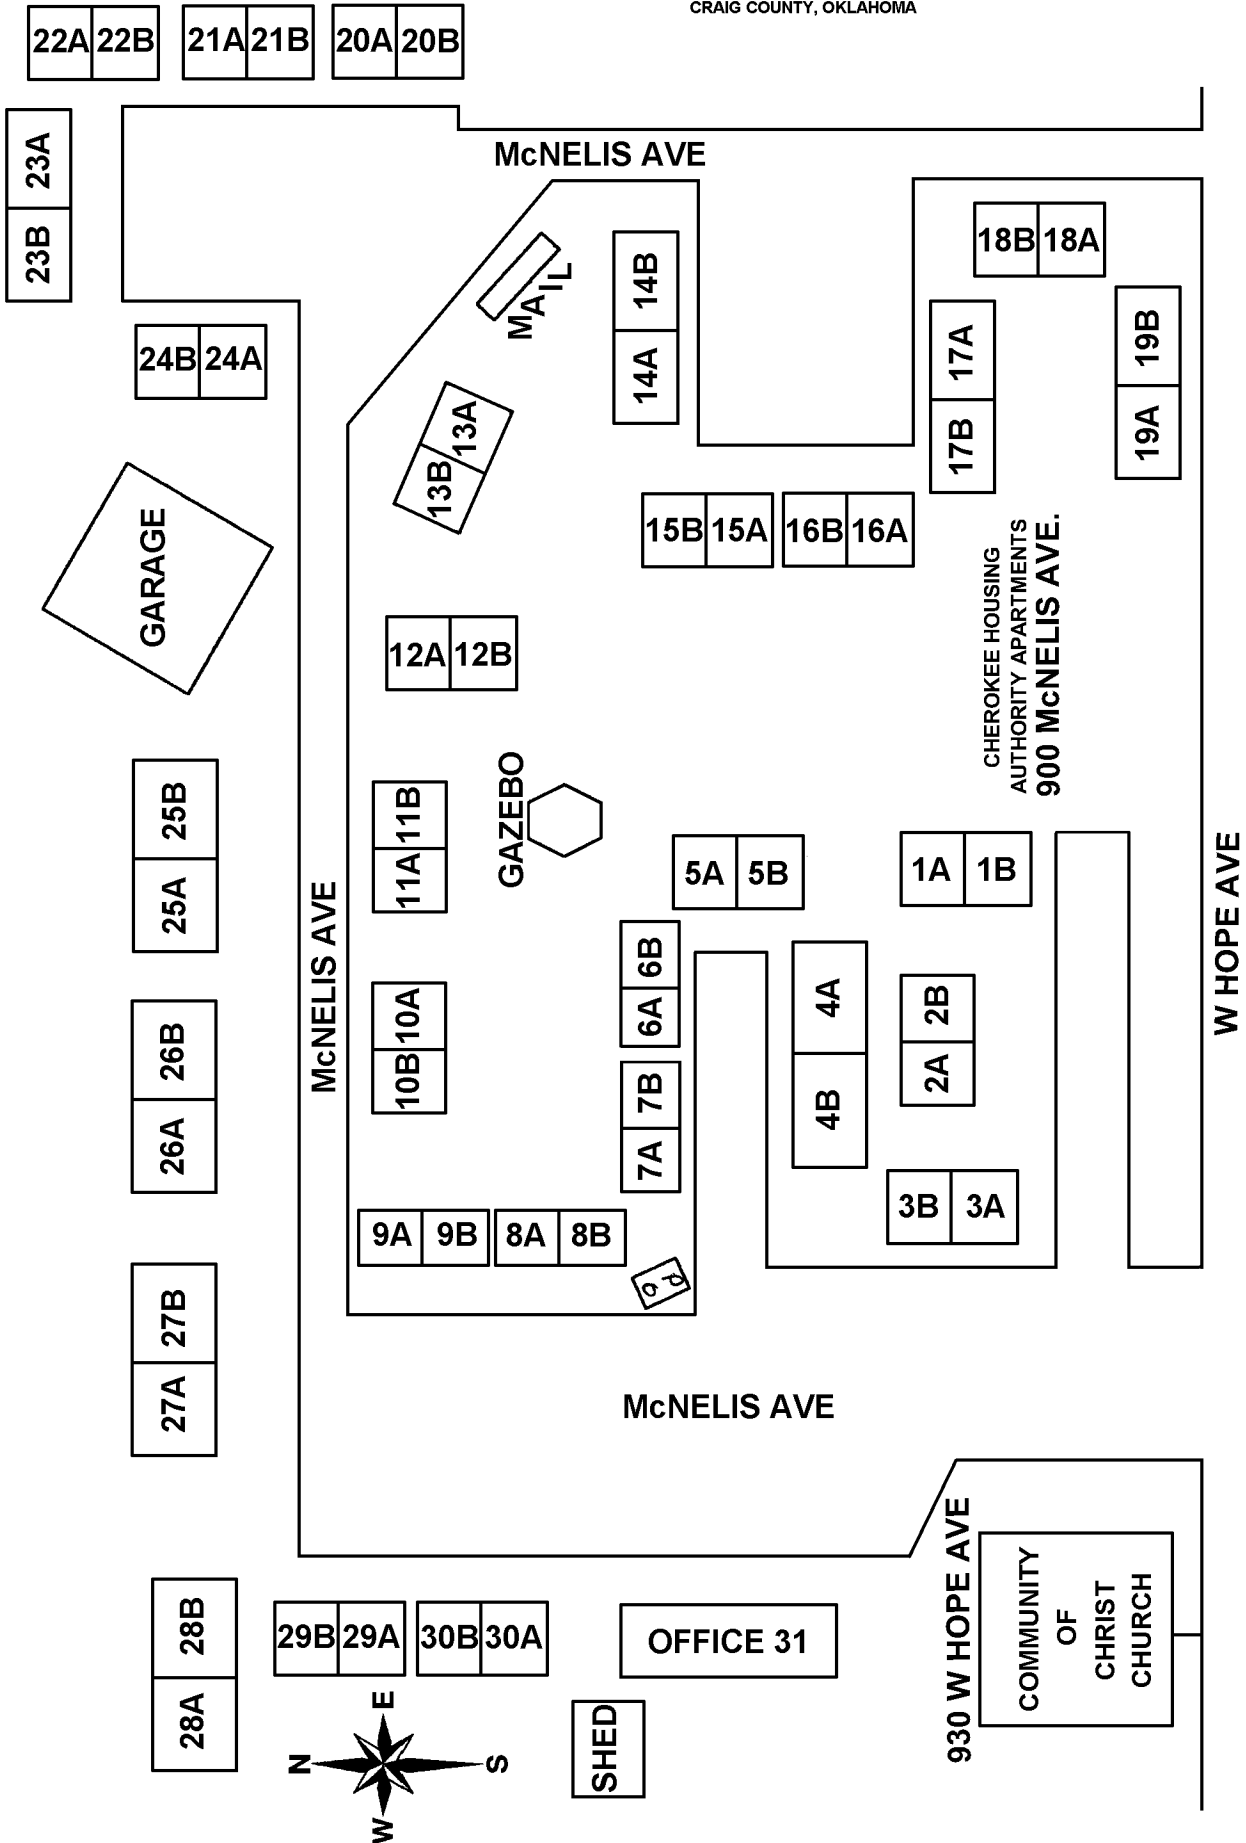 CRAIG COUNTY, OKLAHOMA
22A 22B
21A 21B
20A 20B
23A
23B
McNELIS AVE
24B 24A
MAIL
14B
14A
18B 18A
17A
17B
19B
19A
13A
13B
GARAGE
15B 15A
16B 16A
CHEROKEE HOUSING
AUTHORITY APARTMENTS
900 McNELIS AVE.
12A 12B
GAZEBO
25B
25A
11B
11A
5A 5B
1A 1B
W HOPE AVE
McNELIS AVE
6B
6A
4A
4B
2B
2A
26B
26A
10A
10B
7B
7A
3B 3A
9A 9B
8A 8B
27B
27A
McNELIS AVE
930 W HOPE AVE
COMMUNITY
OF
CHRIST
CHURCH
28B
28A
29B 29A
30B 30A
OFFICE 31
SHED
N
E
S
W